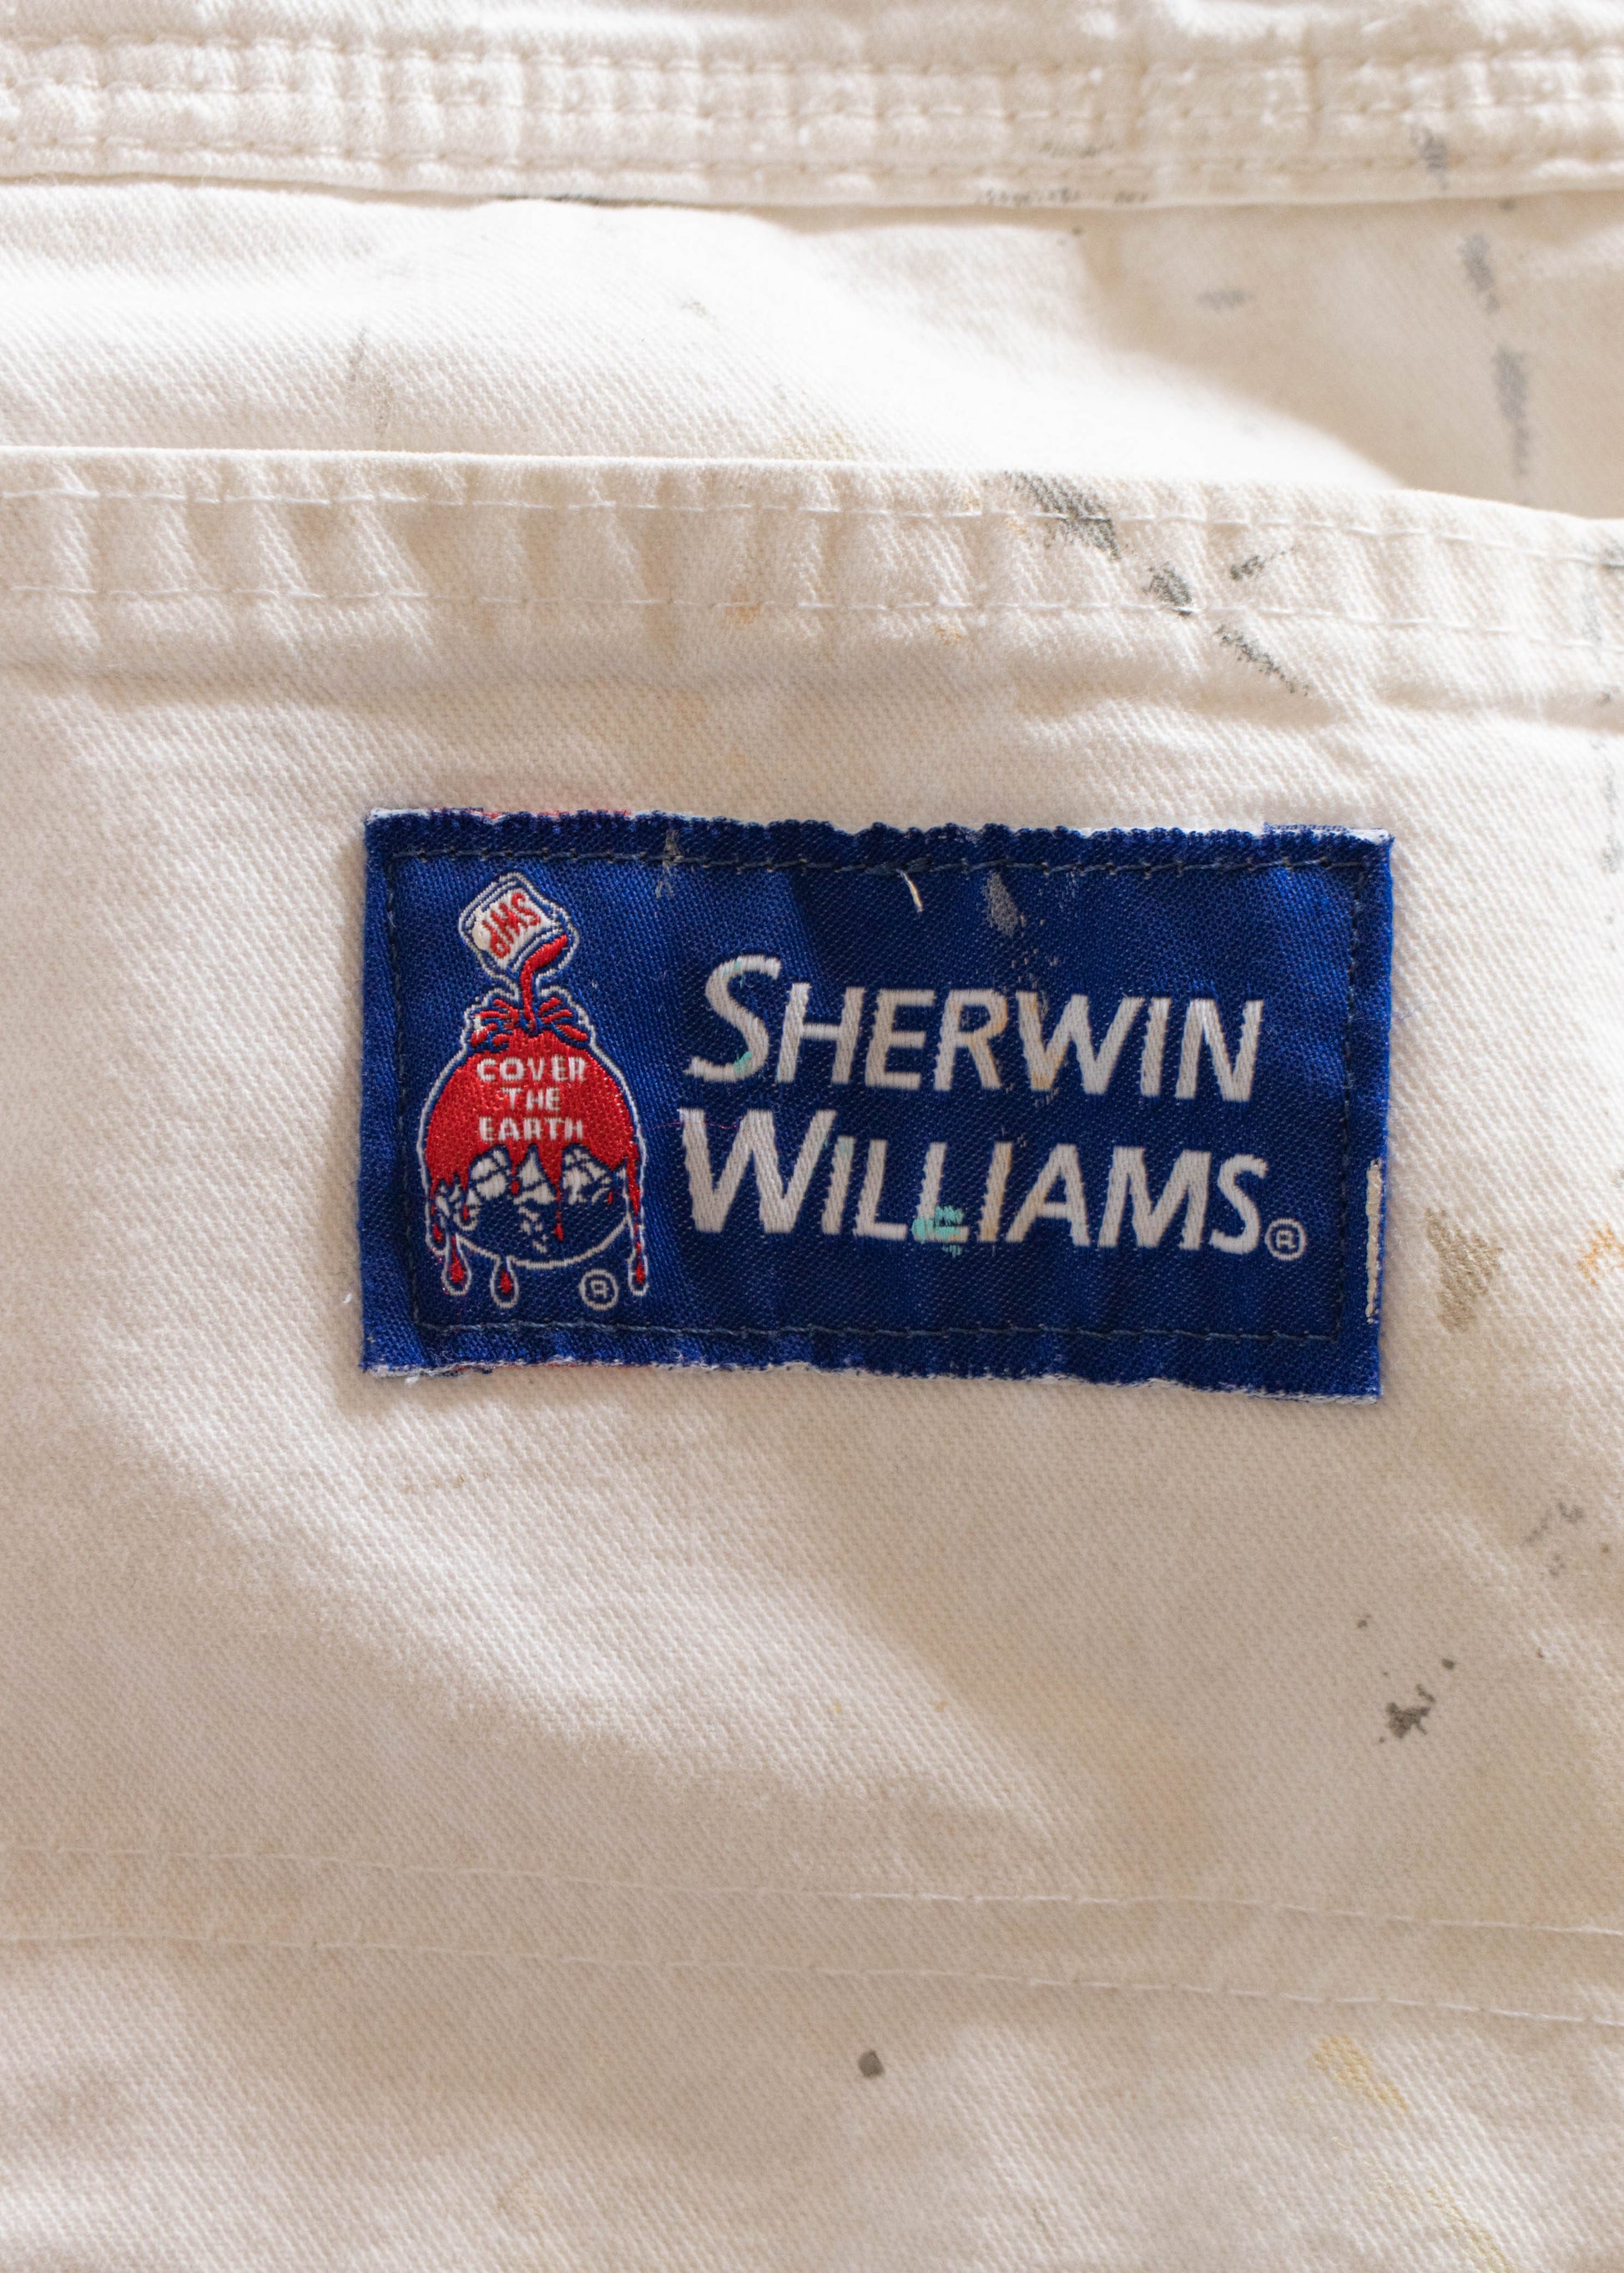 SWP
COVER
THE
EARTH
®
SHERWIN
WILLIAMS®